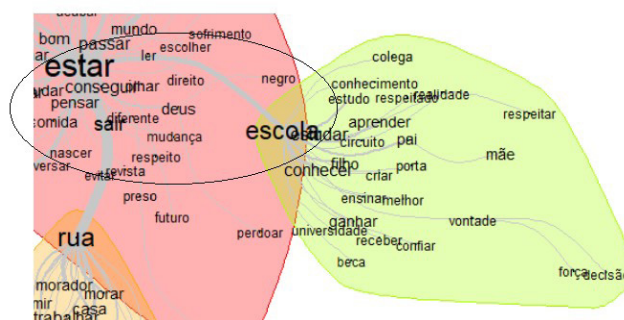 mundo
sofrimento
bom
passar
escolher
ler
estar
conseguir
olhar
direito
negro
pensar
deus
sair
diferente
mudança
nascer
respeito
evitar
revista
preso
futuro
perdoar
rua
morador
morar
casa
colega
conhecimento
estudo
respeitado
realidade
respeitar
aprender
escola
estudar
circuito
pai
mãe
conhecer
filho
porta
criar
ensinar
melhor
ganhar
vontade
universidade
receber
confiar
beca
força
decisão